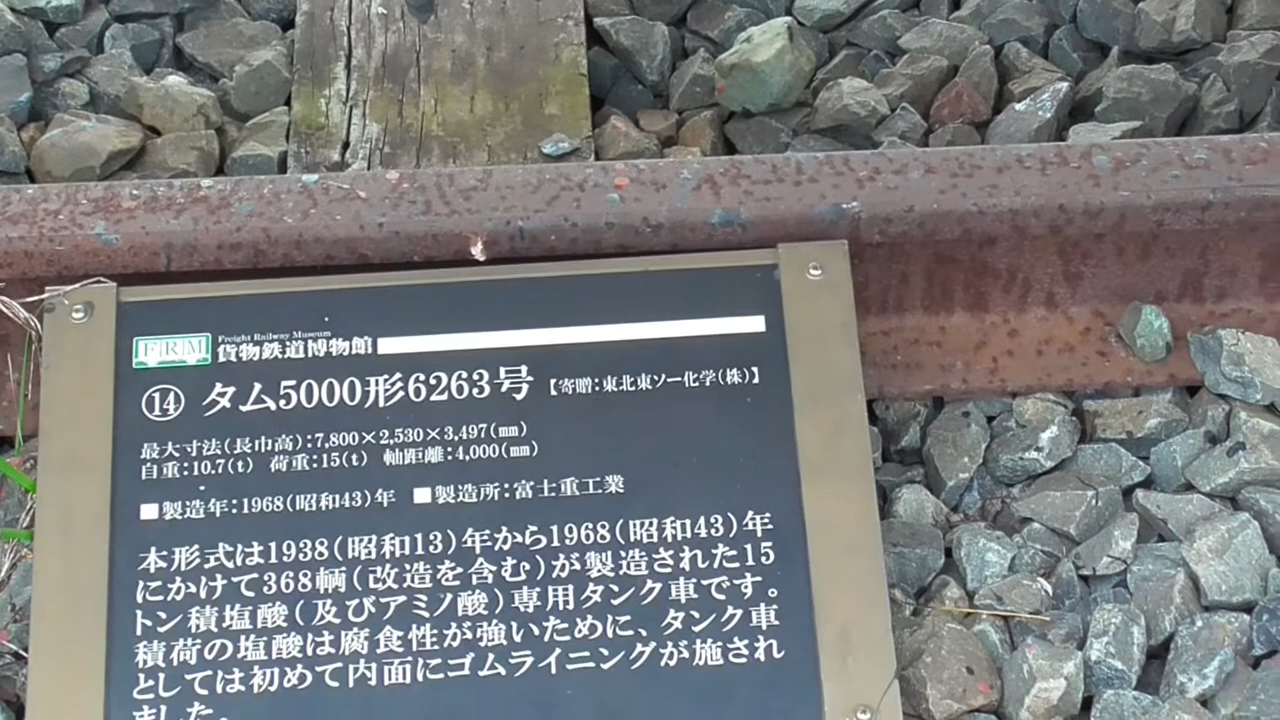 FRM Freight Railway Museum
貨物鉄道博物館
⑭ タム5000形6263号 【寄贈:東北東ソー化学(株)】
最大寸法(長巾高):7,800×2,530×3,497(㎜)
自重:10.7(t) 荷重:15(t) 軸距離:4,000(㎜)
■製造年:1968(昭和43)年 ■製造所:富士重工業
本形式は1938(昭和13)年から1968(昭和43)年
にかけて368輌(改造を含む)が製造された15
トン積塩酸(及びアミノ酸)専用タンク車です。
積荷の塩酸は腐食性が強いために、タンク車
としては初めて内面にゴムライニングが施され
ました。